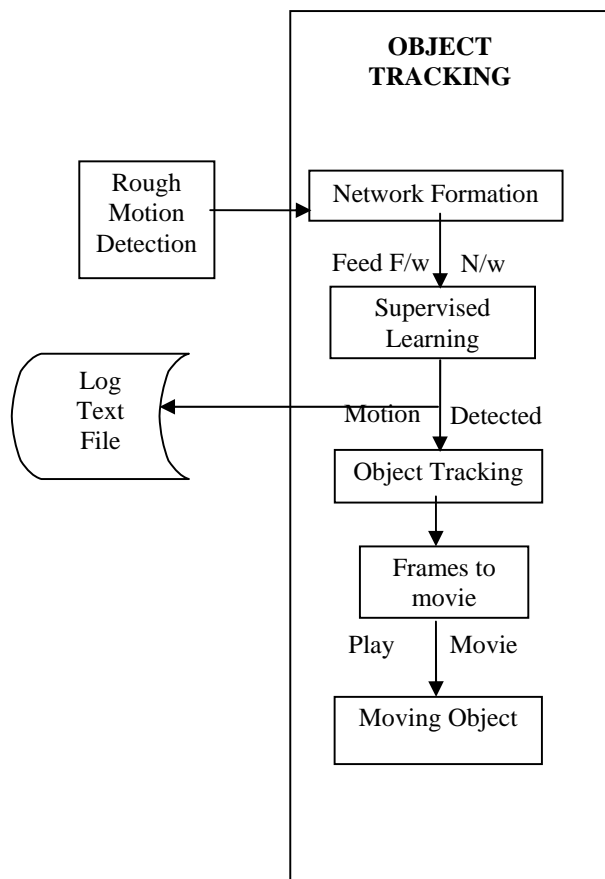 OBJECT
TRACKING
Rough
Motion
Detection
Network Formation
Feed F/w N/w
Supervised
Learning
Log
Text
File
Motion Detected
Object Tracking
Frames to
movie
Play Movie
Moving Object